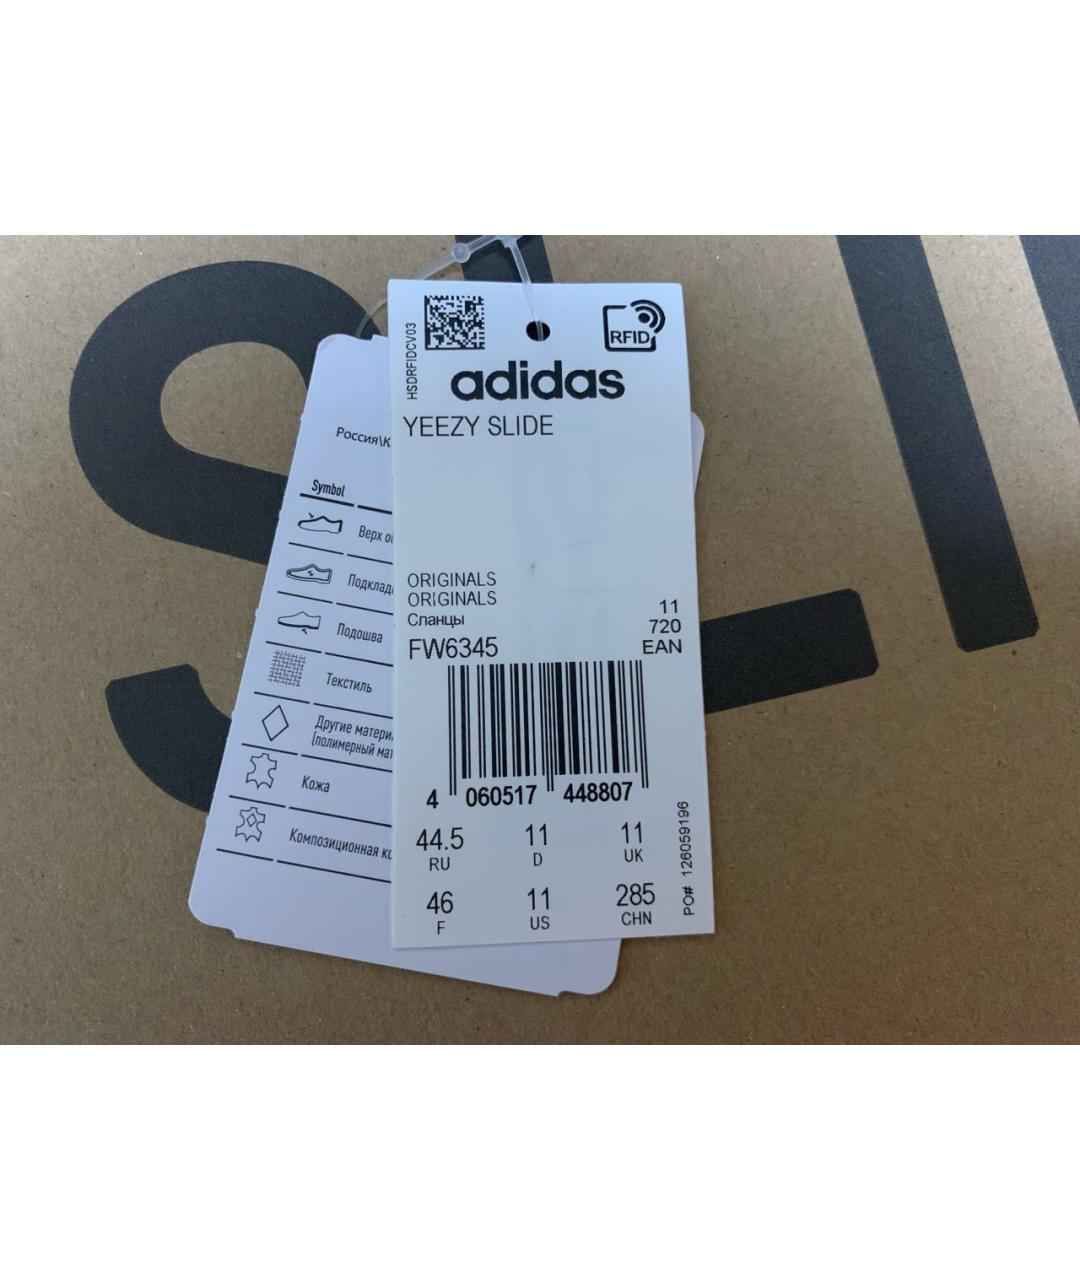 HSDRFIDCV03
RFID
adidas
YEEZY SLIDE
ORIGINALS
ORIGINALS
Сланцы
11
720
FW6345
EAN
4 060517 448807
44.5 11 11
RU D UK
46 11 285
F US CHN
PO# 126059196
Россия\К
Symbol
Верх
Подклад
Подошва
Текстиль
Другие матери
(полимерный мат
Кожа
Композиционная